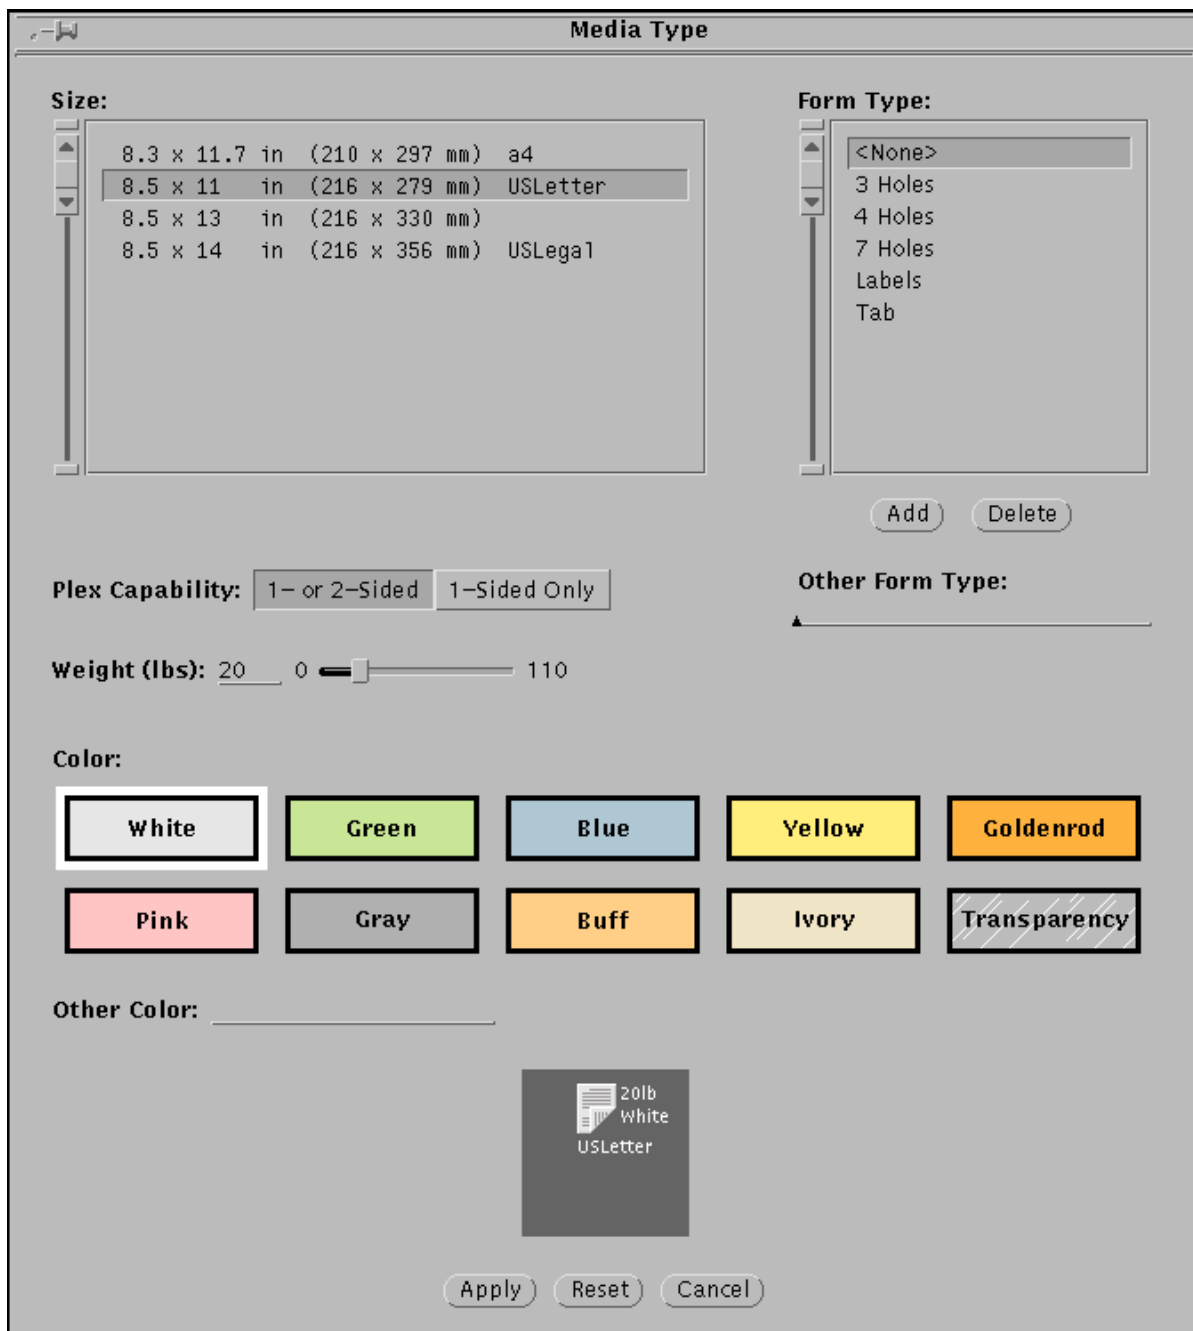 Media Type
Size:
8.3 x 11.7 in (210 x 297 mm) a4
8.5 x 11 in (216 x 279 mm) USLetter
8.5 x 13 in (216 x 330 mm)
8.5 x 14 in (216 x 356 mm) USLegal
Form Type:
<None>
3 Holes
4 Holes
7 Holes
Labels
Tab
Add Delete
Plex Capability: 1- or 2-Sided 1-Sided Only
Other Form Type:
Weight (lbs): 20 0 110
Color:
White Green Blue Yellow Goldenrod
Pink Gray Buff Ivory Transparency
Other Color:
20lb
White
USLetter
Apply Reset Cancel